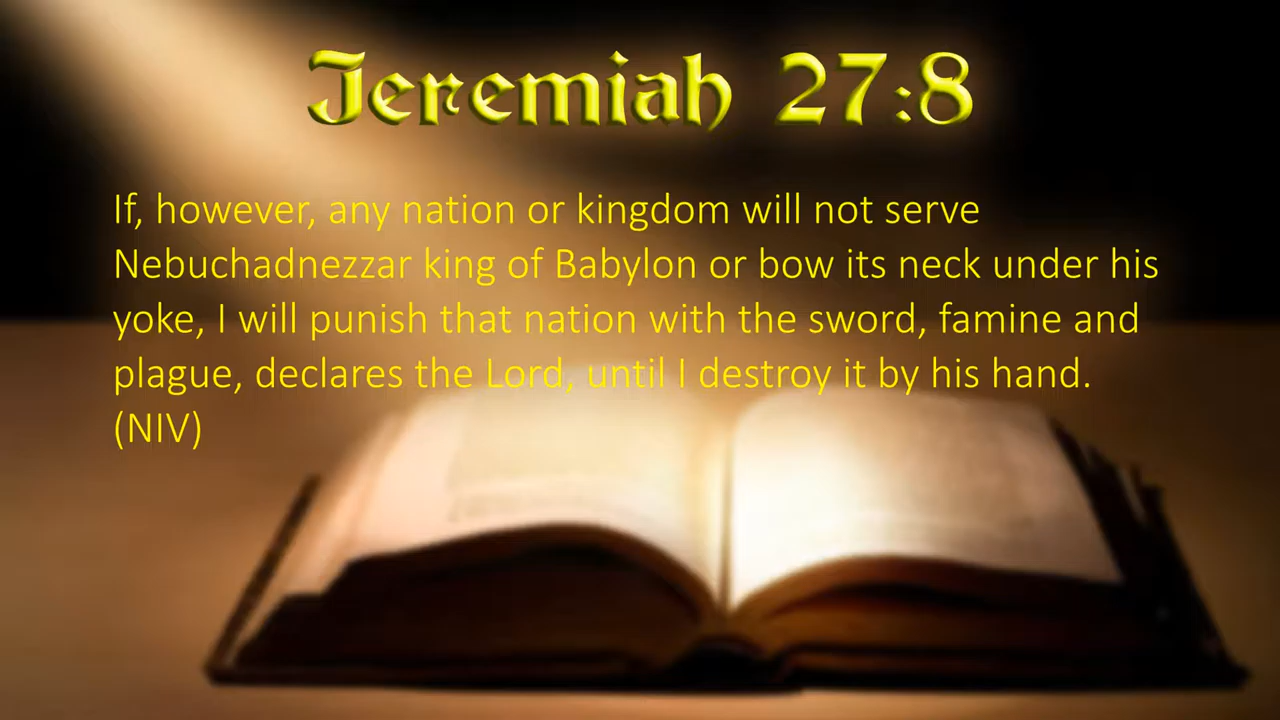 Jeremiah 27:8
If, however, any nation or kingdom will not serve
Nebuchadnezzar king of Babylon or bow its neck under his
yoke, I will punish that nation with the sword, famine and
plague, declares the Lord, until I destroy it by his hand.
(NIV)